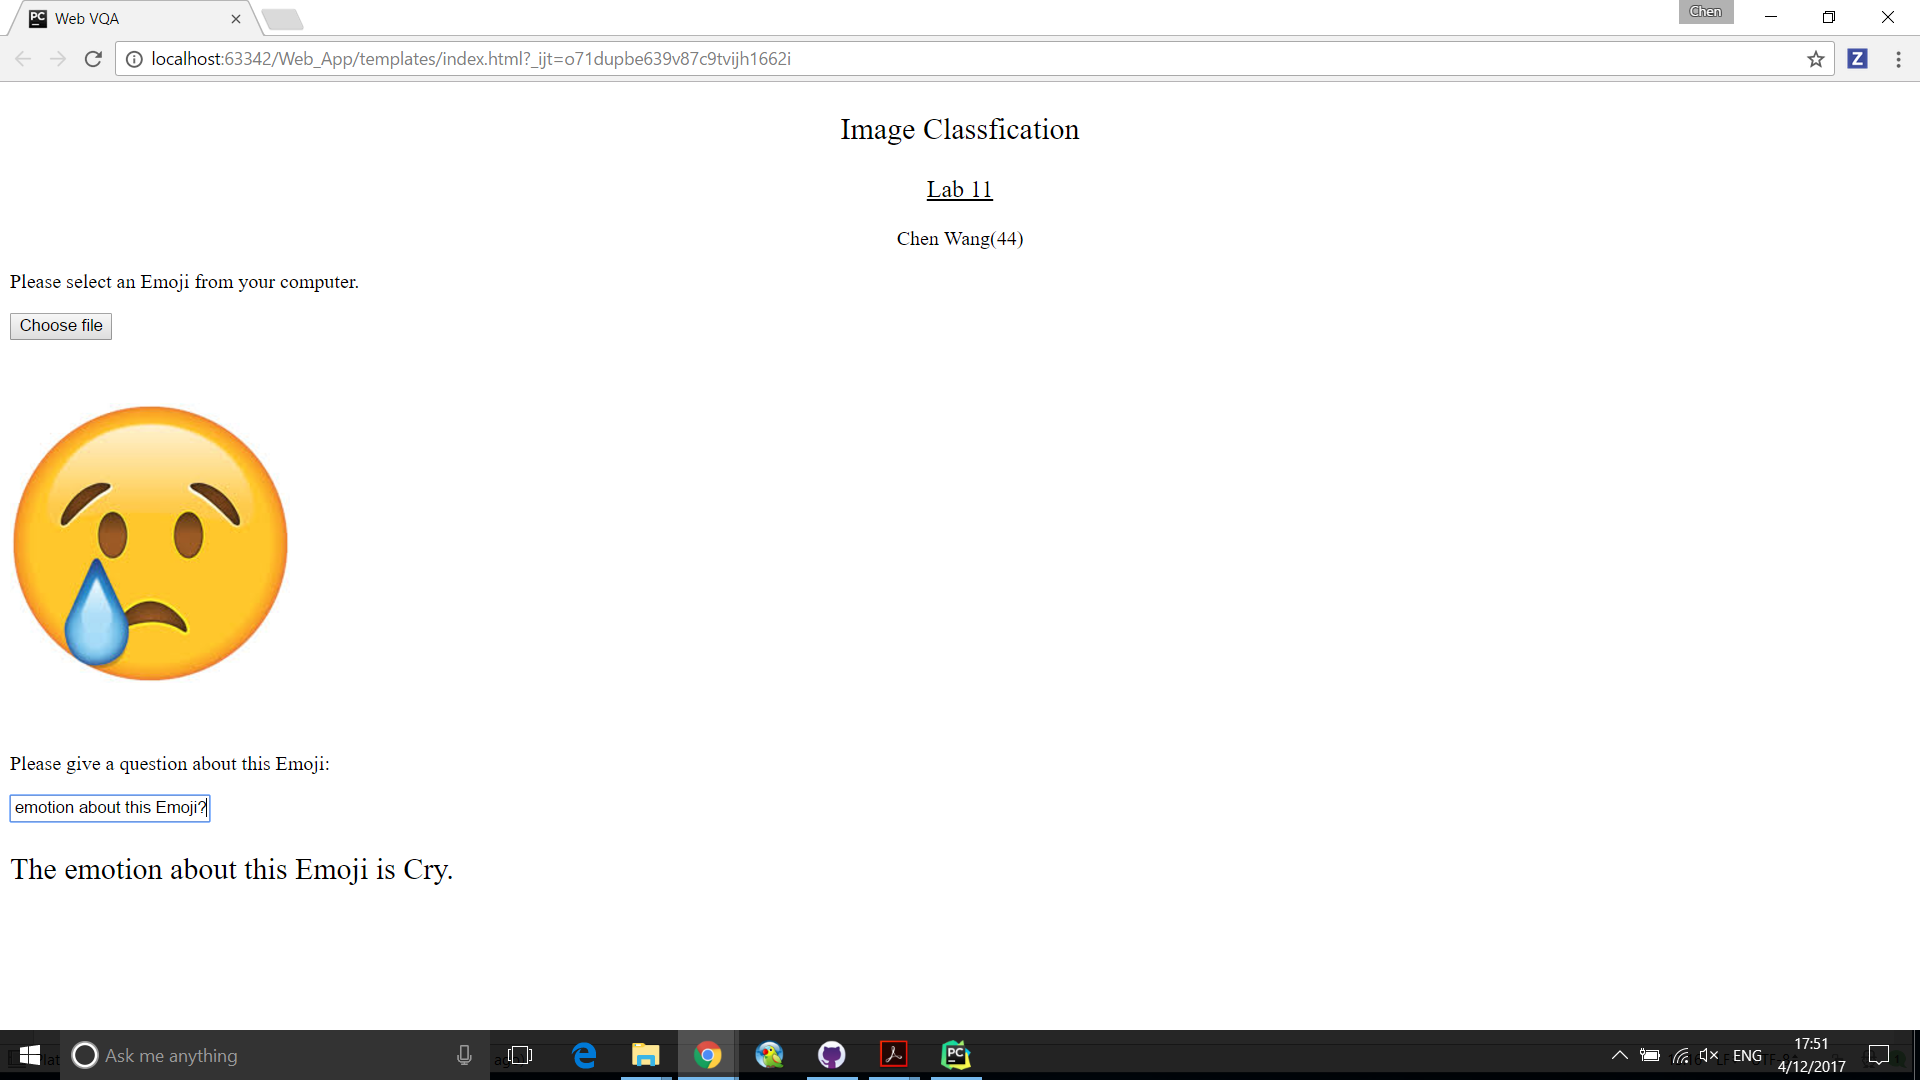 PC Web VQA
Chen
localhost:63342/Web_App/templates/index.html?_ijt=o71dupbe639v87c9tvijh1662i
Z
Image Classfication
Lab 11
Chen Wang(44)
Please select an Emoji from your computer.
Choose file
Please give a question about this Emoji:
emotion about this Emoji?
The emotion about this Emoji is Cry.
Ask me anything
PC
ENG
17:51
4/12/2017